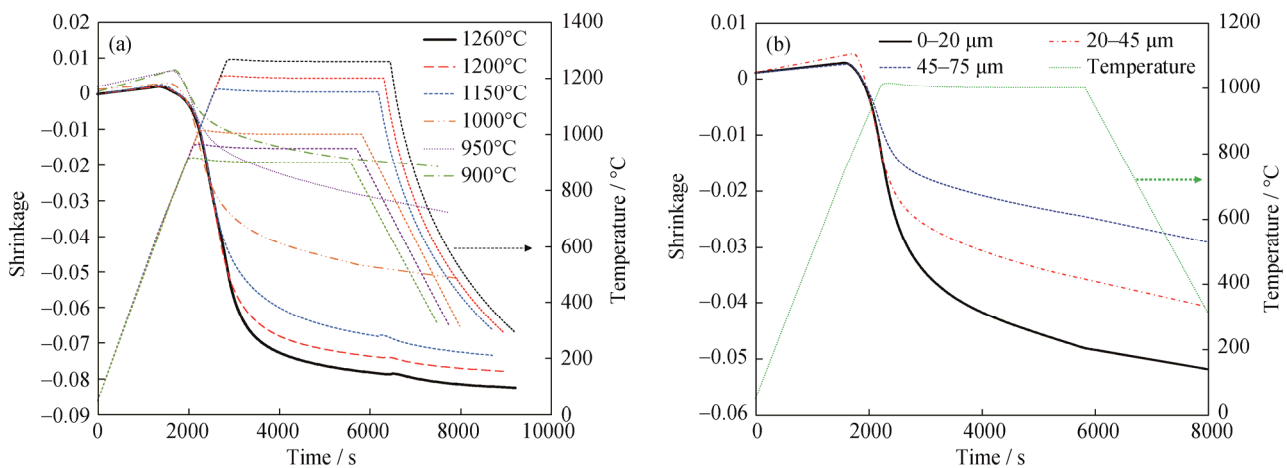 (a)
Shrinkage
0.02
0.01
0
−0.01
−0.02
−0.03
−0.04
−0.05
−0.06
−0.07
−0.08
−0.09
0 2000 4000 6000 8000 10000
Time / s
1260°C
1200°C
1150°C
1000°C
950°C
900°C
1400
1200
1000
800
600
400
200
0
Temperature / °C
(b)
Shrinkage
0.01
0
−0.01
−0.02
−0.03
−0.04
−0.05
−0.06
0 2000 4000 6000 8000
Time / s
0–20 μm 20–45 μm
45–75 μm Temperature
1200
1000
800
600
400
200
0
Temperature / °C